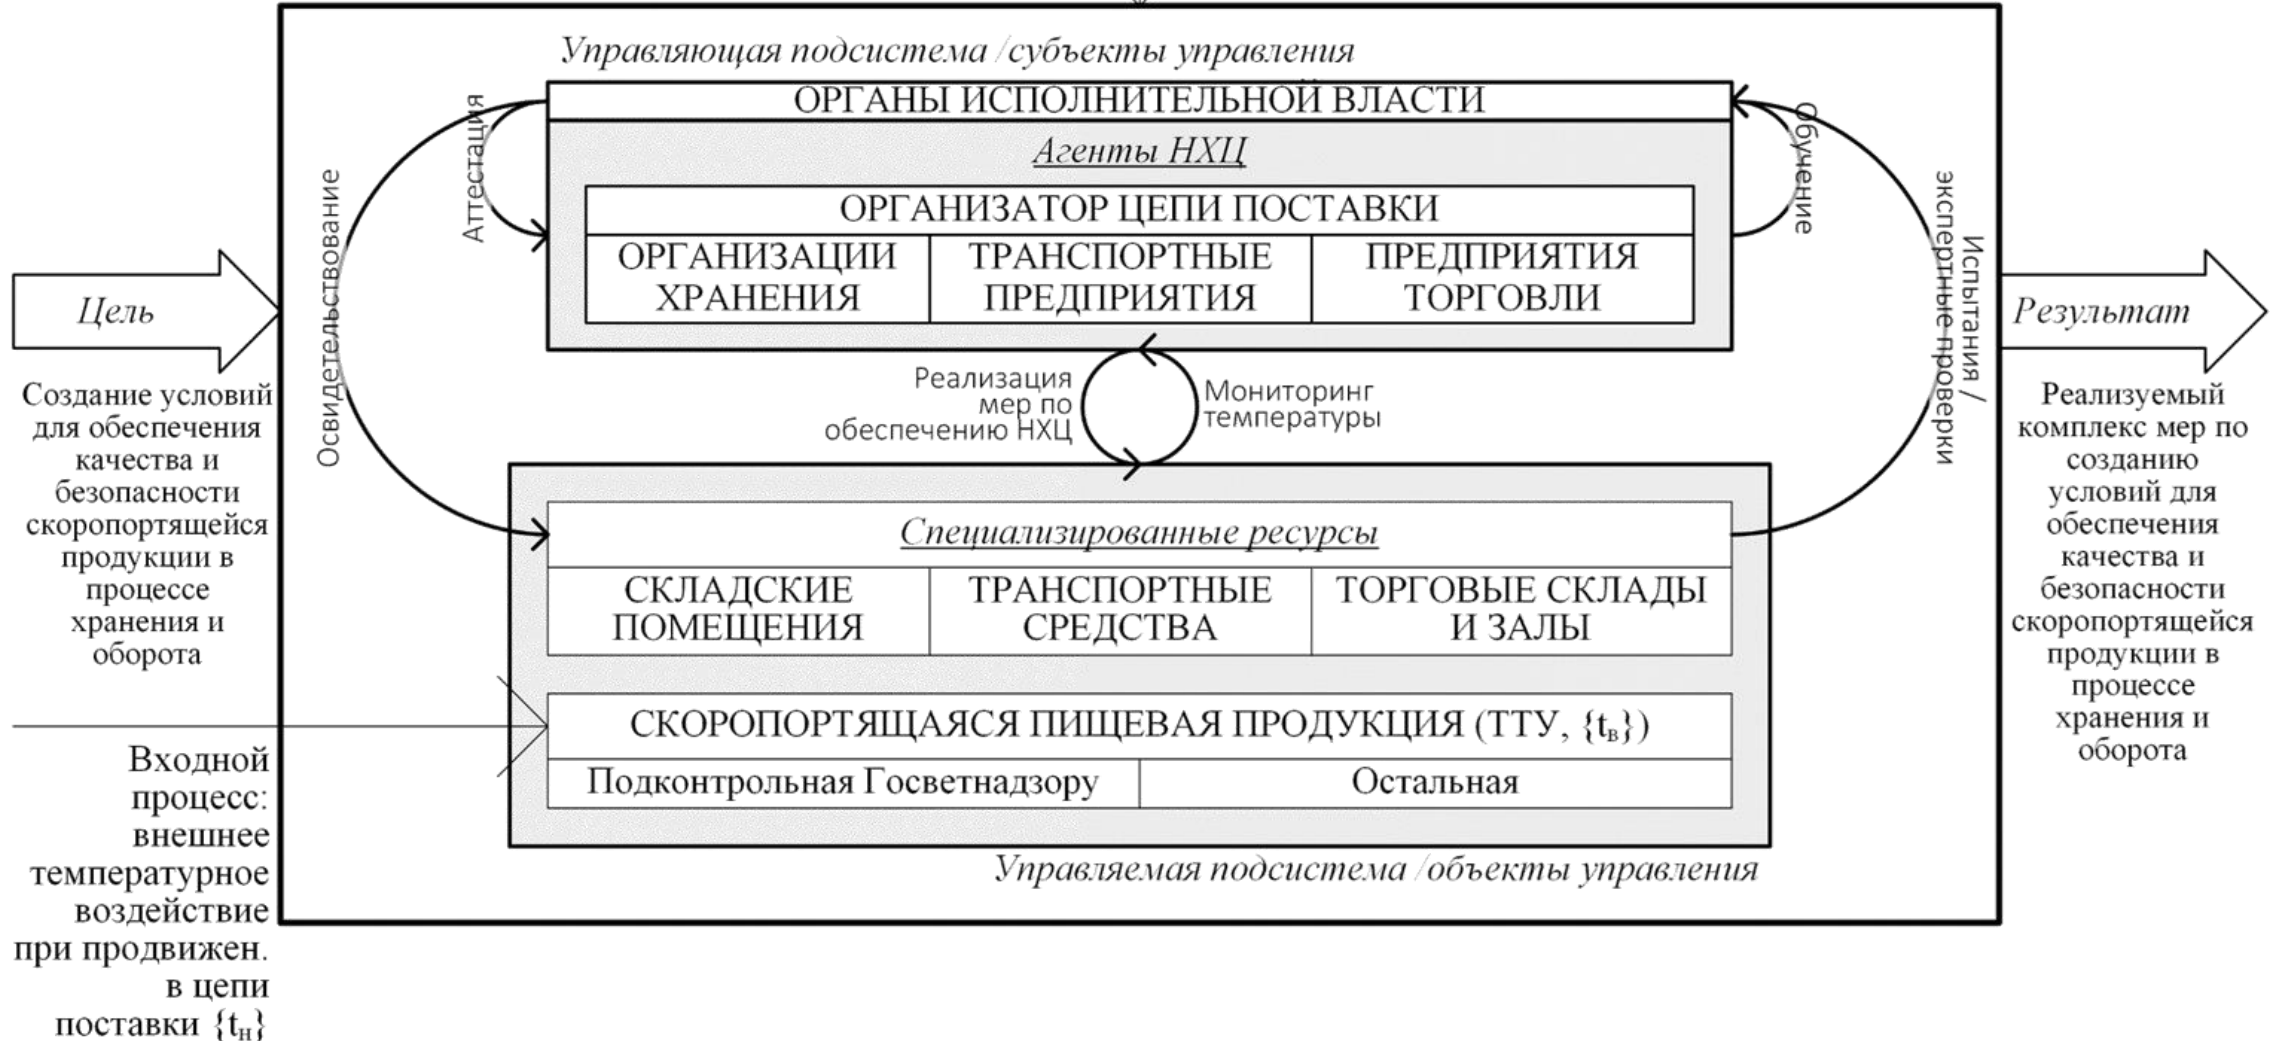 Управляющая подсистема /субъекты управления
ОРГАНЫ ИСПОЛНИТЕЛЬНОЙ ВЛАСТИ
Аттестация
Обучение
Агенты НХЦ
ОРГАНИЗАТОР ЦЕПИ ПОСТАВКИ
ОРГАНИЗАЦИИ
ХРАНЕНИЯ
ТРАНСПОРТНЫЕ
ПРЕДПРИЯТИЯ
ПРЕДПРИЯТИЯ
ТОРГОВЛИ
Освидетельствование
Испытания /
экспертные проверки
Цель
Создание условий
для обеспечения
качества и
безопасности
скоропортящейся
продукции в
процессе
хранения и
оборота
Результат
Реализуемый
комплекс мер по
созданию
условий для
обеспечения
качества и
безопасности
скоропортящейся
продукции в
процессе
хранения и
оборота
Реализация
мер по
обеспечению НХЦ
Мониторинг
температуры
Специализированные ресурсы
СКЛАДСКИЕ
ПОМЕЩЕНИЯ
ТРАНСПОРТНЫЕ
СРЕДСТВА
ТОРГОВЫЕ СКЛАДЫ
И ЗАЛЫ
СКОРОПОРТЯЩАЯСЯ ПИЩЕВАЯ ПРОДУКЦИЯ (ТТУ, {tв})
Подконтрольная Госветнадзору
Остальная
Управляемая подсистема /объекты управления
Входной
процесс:
внешнее
температурное
воздействие
при продвижен.
в цепи
поставки {tн}